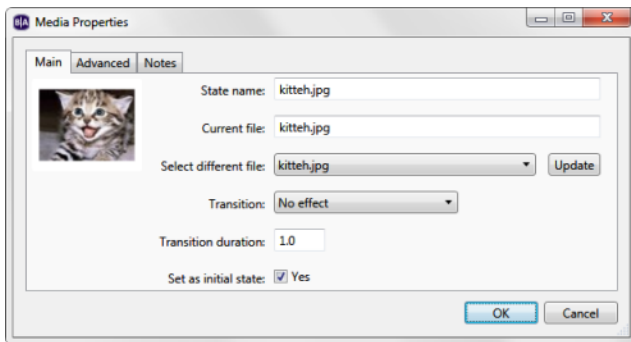 B|A Media Properties
Main Advanced Notes
State name: kitteh.jpg
Current file: kitteh.jpg
Select different file: kitteh.jpg Update
Transition: No effect
Transition duration: 1.0
Set as initial state: Yes
OK Cancel